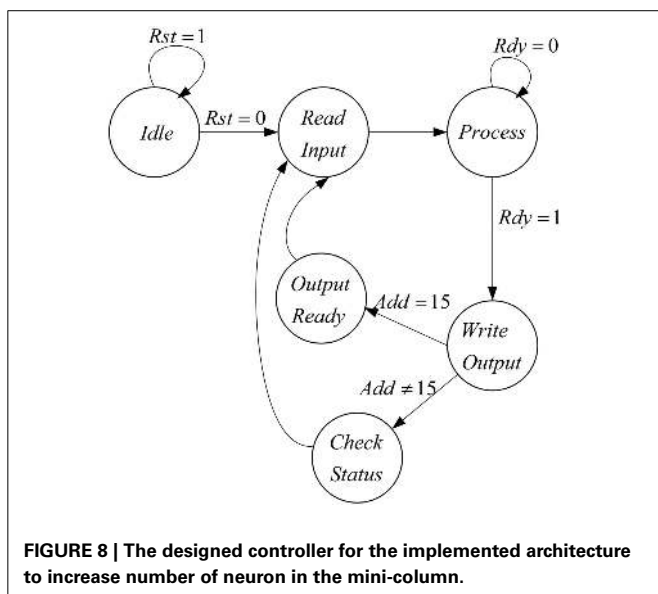 Rst = 1
Rdy = 0
Idle
Rst = 0
Read
Input
Process
Rdy = 1
Output
Ready
Add = 15
Write
Output
Add ≠ 15
Check
Status
FIGURE 8 | The designed controller for the implemented architecture
to increase number of neuron in the mini-column.